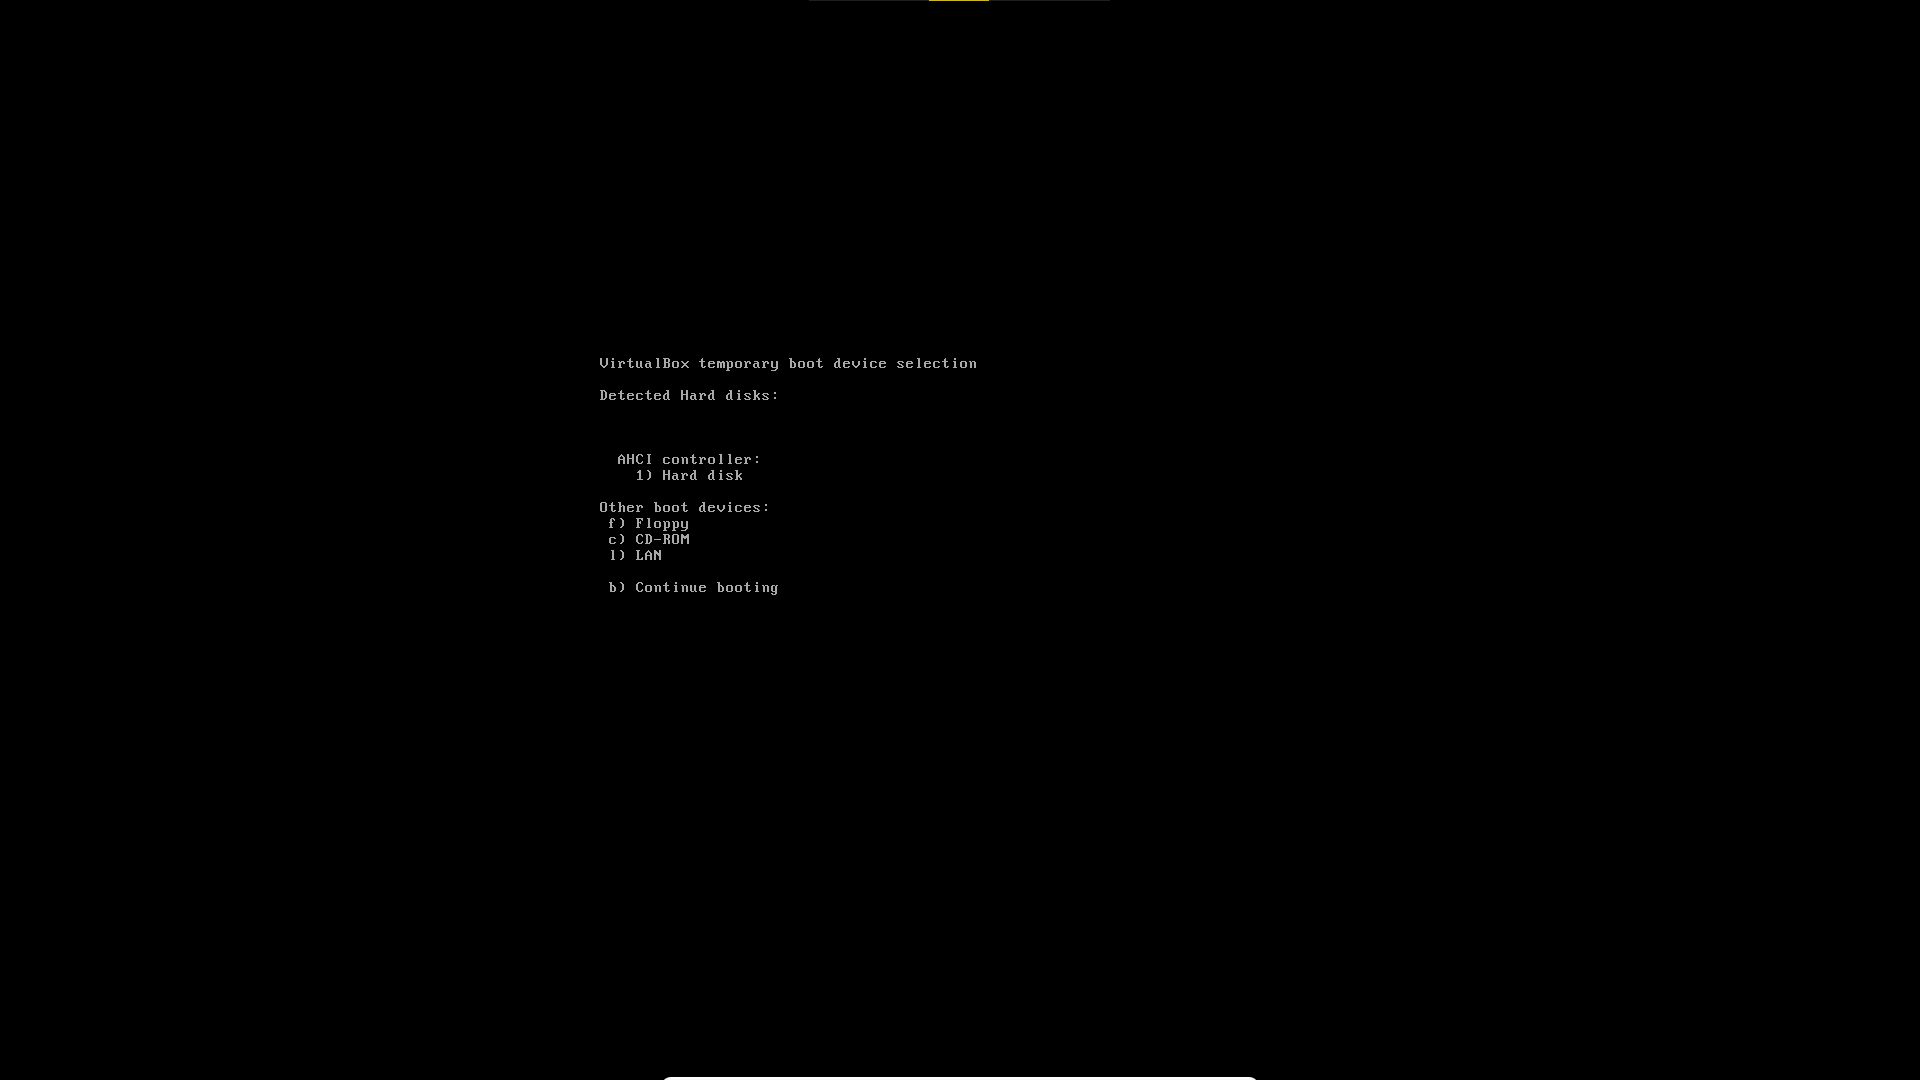 VirtualBox temporary boot device selection
Detected Hard disks:
AHCI controller:
1) Hard disk
Other boot devices:
f) Floppy
c) CD-ROM
l) LAN
b) Continue booting